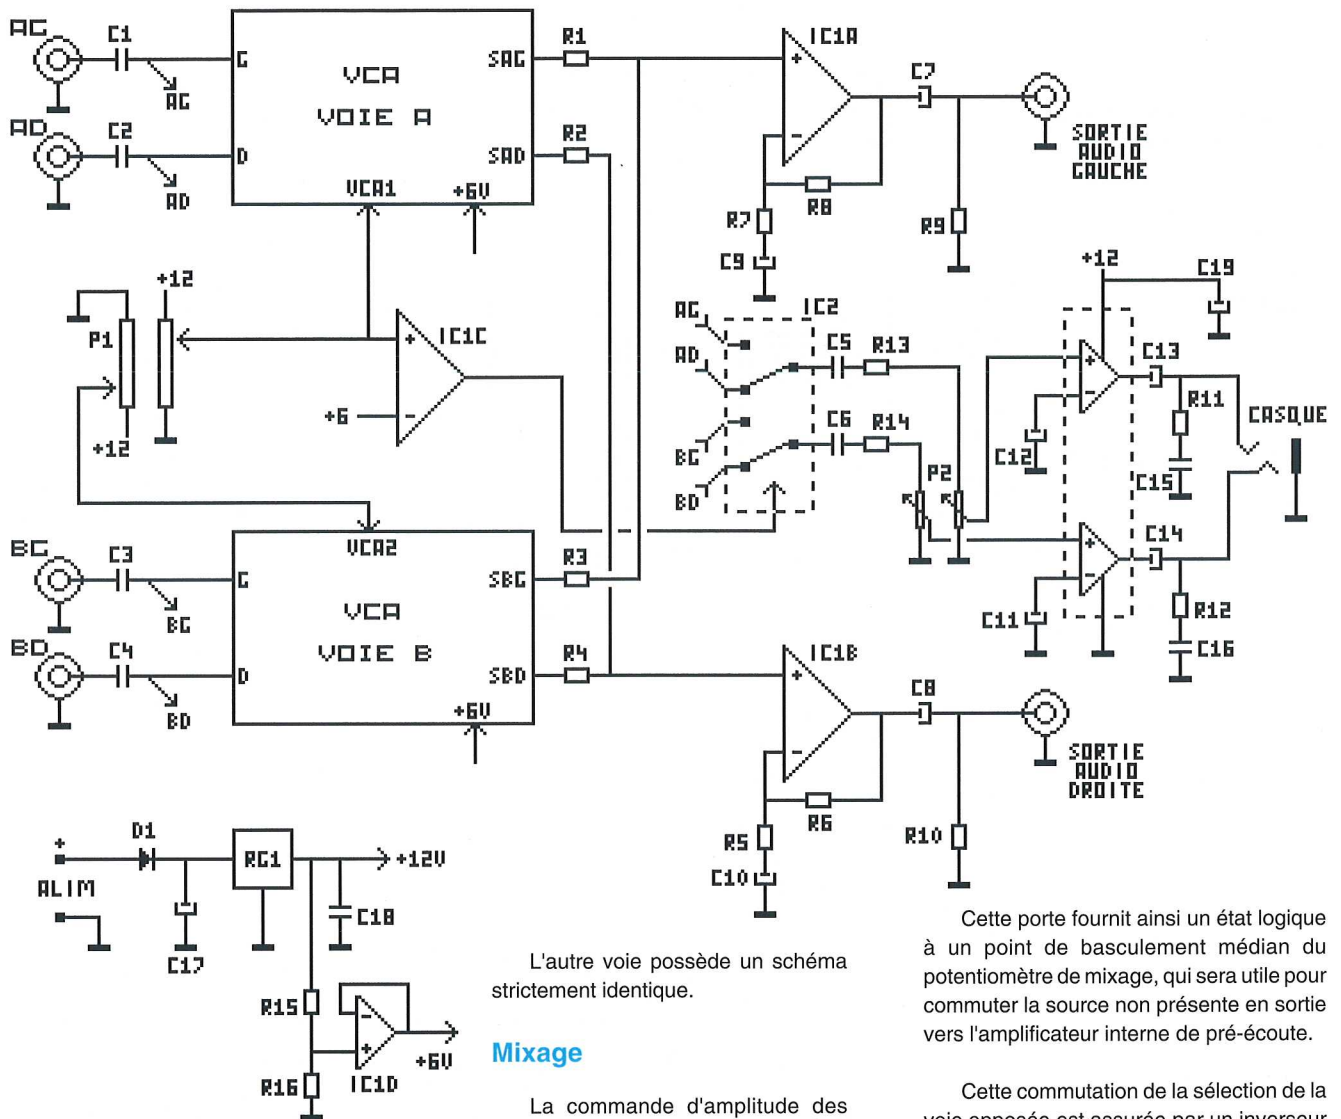 AG
C1
AG
G
VCA
VOIE A
SAG
R1
IC1A
+
-
C7
SORTIE
AUDIO
GAUCHE
AD
C2
AD
D
SAD
R2
VCA1
+6V
R7
R8
R9
C9
P1
+12
+12
IC1C
+
-
+6
AG
AD
BG
BD
IC2
C5
R13
C6
R14
P2
+12
C19
+
-
C13
R11
C15
CASQUE
C12
+
-
C14
R12
C16
C11
BG
C3
BG
G
VCA2
VCA
VOIE B
SBG
R3
BD
C4
BD
D
SBD
R4
+6V
IC1B
+
-
C8
SORTIE
AUDIO
DROITE
R5
R6
R10
C10
+
ALIM
D1
C17
RG1
+12V
C18
R15
R16
-
+
IC1D
+6V
L'autre voie possède un schéma
strictement identique.
Mixage
La commande d'amplitude des
Cette porte fournit ainsi un état logique
à un point de basculement médian du
potentiomètre de mixage, qui sera utile pour
commuter la source non présente en sortie
vers l'amplificateur interne de pré-écoute.
Cette commutation de la sélection de la
voie opposée est assurée par un inverseur